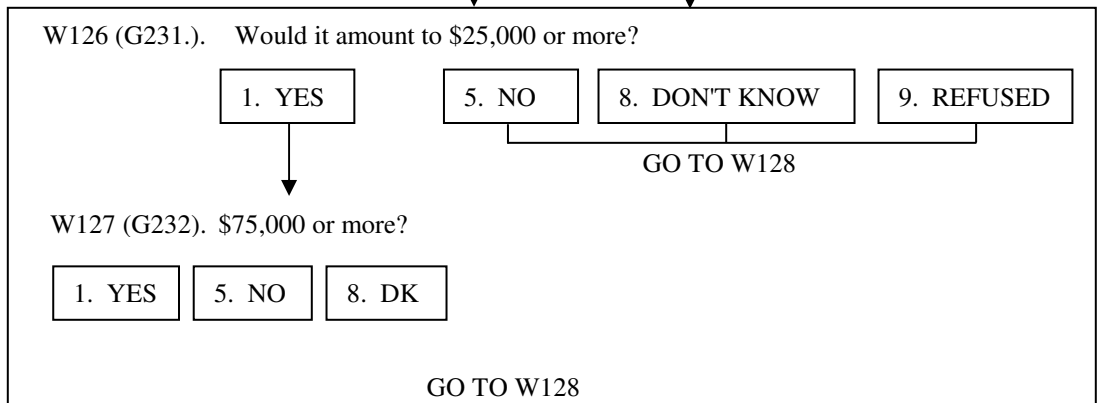 W126 (G231.). Would it amount to $25,000 or more?
1. YES 5. NO 8. DON'T KNOW 9. REFUSED
GO TO W128
W127 (G232). $75,000 or more?
1. YES 5. NO 8. DK
GO TO W128